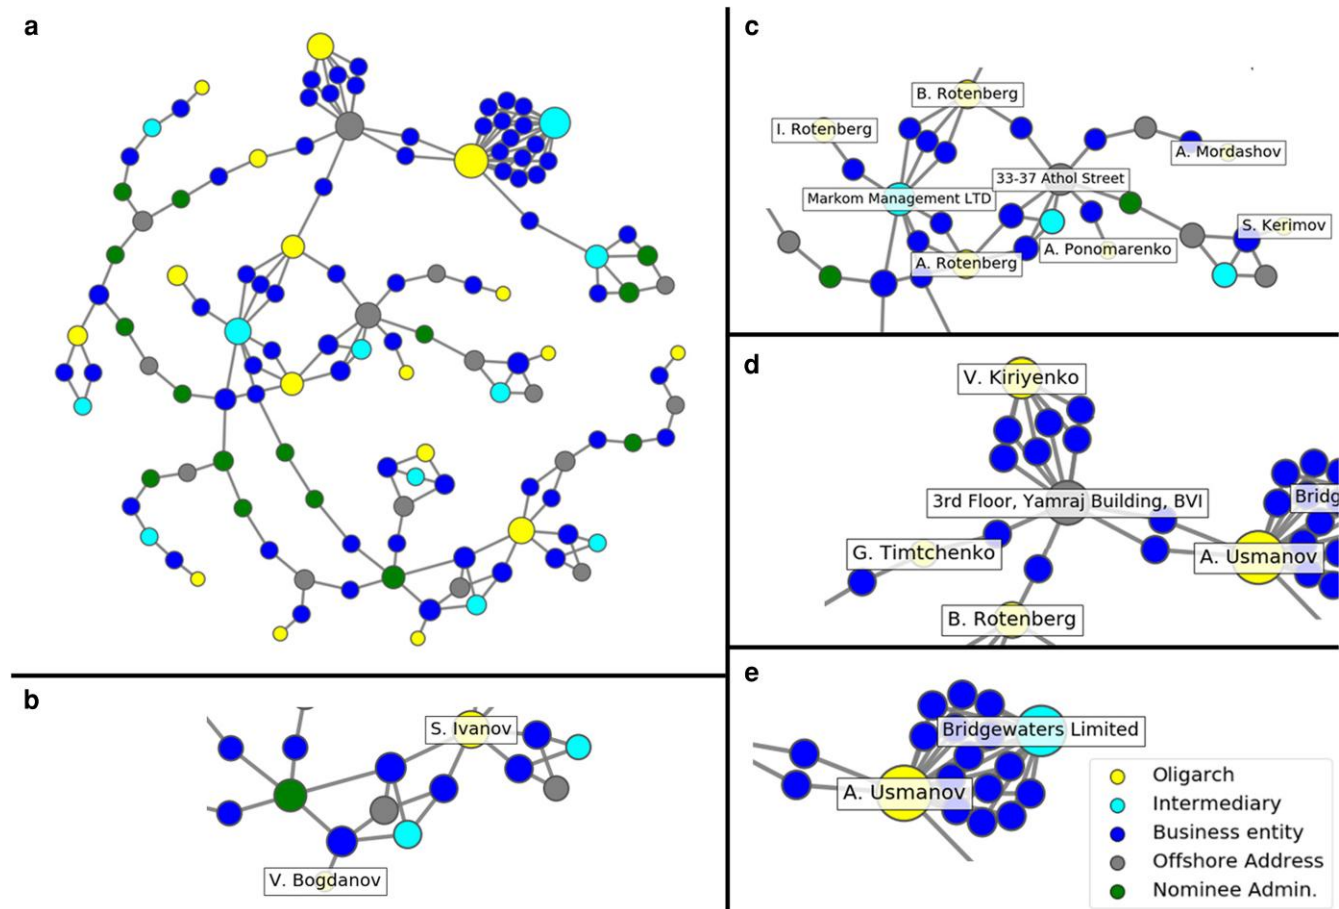 a
b
S. Ivanov
V. Bogdanov
c
B. Rotenberg
I. Rotenberg
A. Mordashov
33-37 Athol Street
Markom Management LTD
S. Kerimov
A. Ponomarenko
A. Rotenberg
d
V. Kiriyenko
3rd Floor, Yamraj Building, BVI
Bridg
G. Timtchenko
A. Usmanov
B. Rotenberg
e
Bridgewaters Limited
A. Usmanov
Oligarch
Intermediary
Business entity
Offshore Address
Nominee Admin.